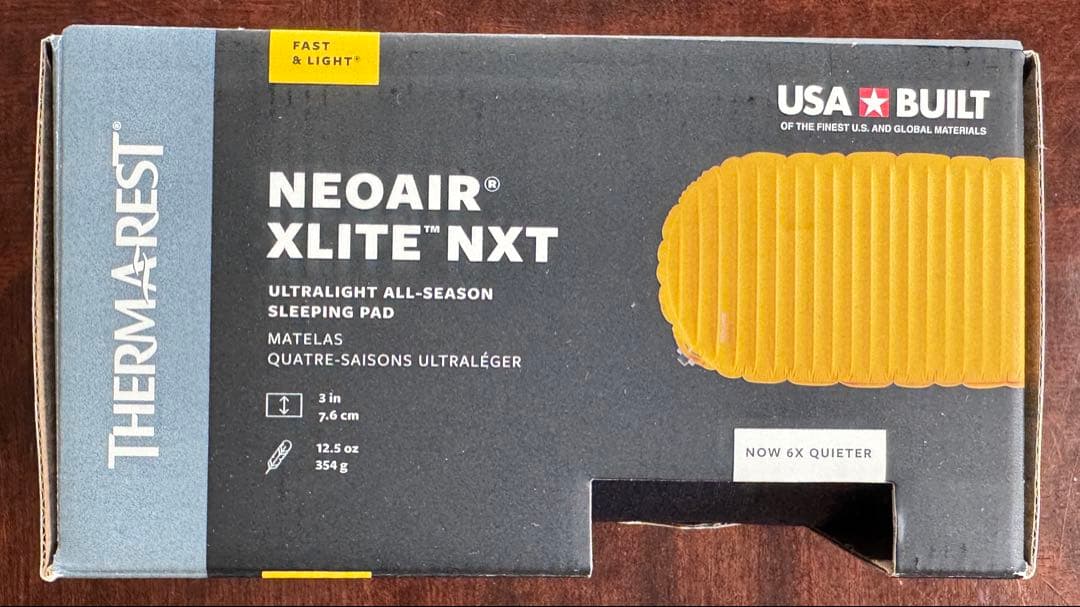 FAST
& LIGHT®
USA BUILT
OF THE FINEST U.S. AND GLOBAL MATERIALS
THERMAREST®
NEOAIR®
XLITE™ NXT
ULTRALIGHT ALL-SEASON
SLEEPING PAD
MATELAS
QUATRE-SAISONS ULTRALÉGER
3 in
7.6 cm
12.5 oz
354 g
NOW 6X QUIETER